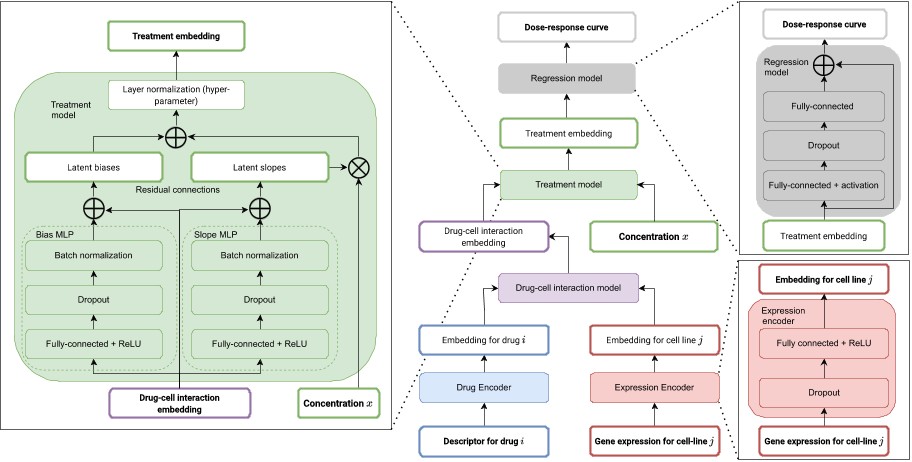 Treatment embedding
Treatment
model
Layer normalization (hyper-
parameter)
Latent biases
Latent slopes
Residual connections
Bias MLP
Batch normalization
Dropout
Fully-connected + ReLU
Slope MLP
Batch normalization
Dropout
Fully-connected + ReLU
Drug-cell interaction
embedding
Concentration x
Dose-response curve
Regression model
Treatment embedding
Treatment model
Drug-cell interaction
embedding
Concentration x
Drug-cell interaction model
Embedding for drug i
Embedding for cell line j
Drug Encoder
Expression Encoder
Descriptor for drug i
Gene expression for cell-line j
Dose-response curve
Regression
model
Fully-connected
Dropout
Fully-connected + activation
Treatment embedding
Embedding for cell line j
Expression
encoder
Fully connected + ReLU
Dropout
Gene expression for cell-line j